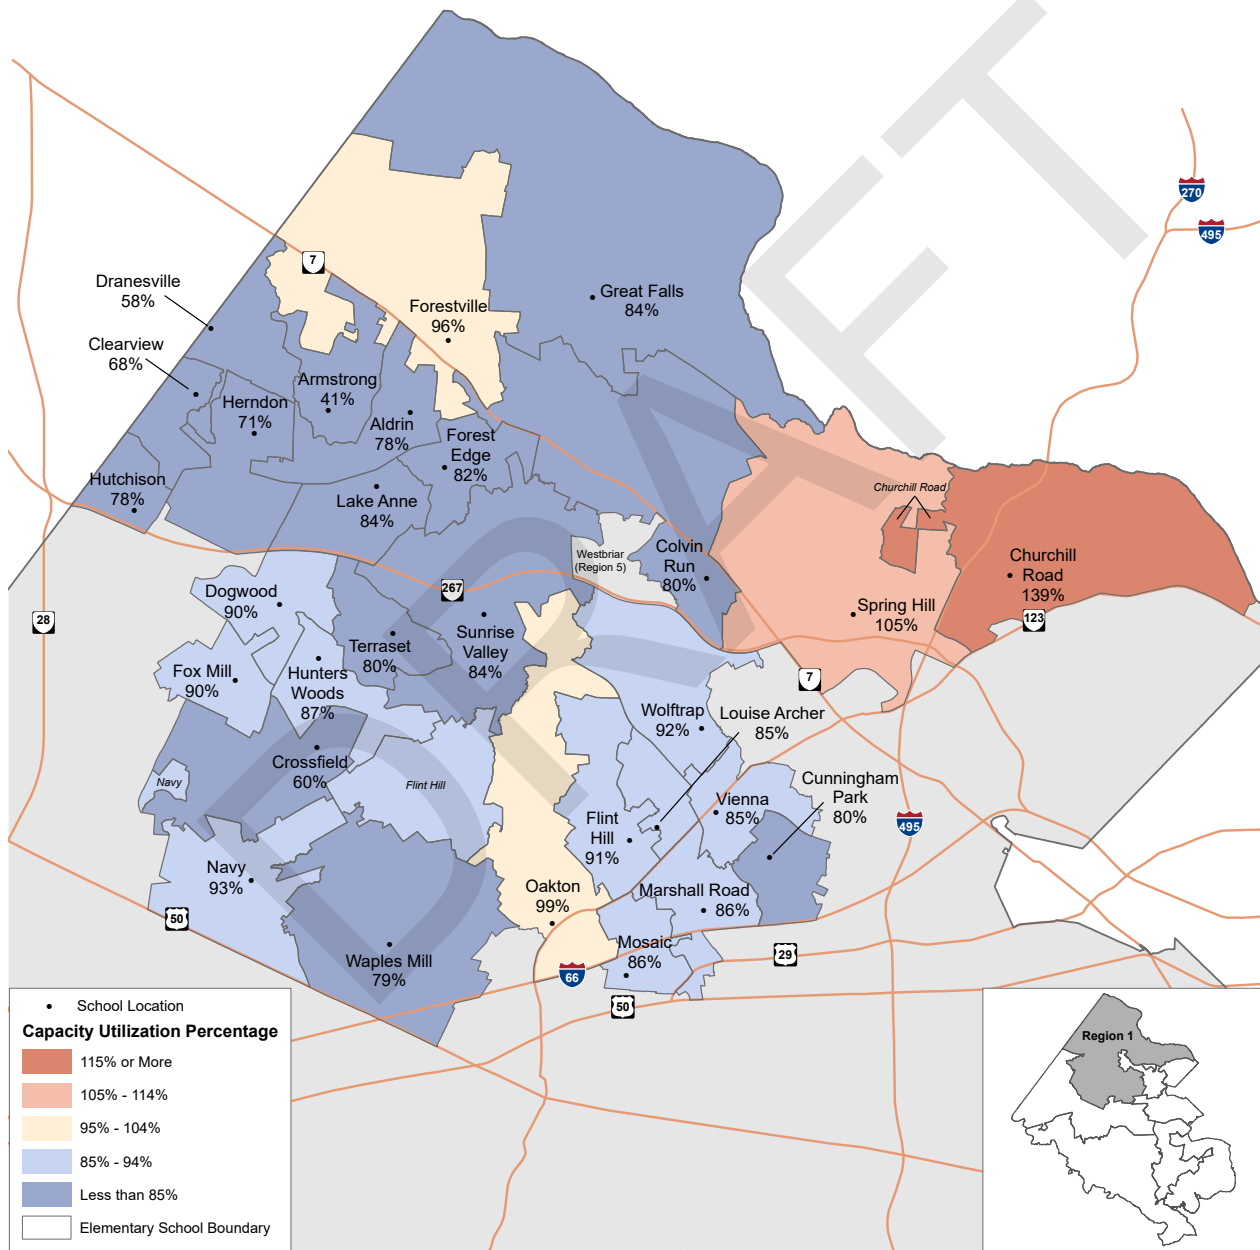 270
495
7
Dranesville
58%
Great Falls
84%
Forestville
96%
Clearview
68%
Armstrong
41%
Herndon
71%
Aldrin
78%
Forest
Edge
82%
Hutchison
78%
Lake Anne
84%
Churchill Road
Westbriar
(Region 5)
Colvin
Run
80%
Churchill
Road
139%
Dogwood
90%
267
Spring Hill
105%
123
28
Terraset
80%
Sunrise
Valley
84%
Fox Mill
90%
Hunters
Woods
87%
7
Wolftrap
92%
Louise Archer
85%
Crossfield
60%
Navy
Flint Hill
Cunningham
Park
80%
Vienna
85%
Flint
Hill
91%
495
Navy
93%
Oakton
99%
Marshall Road
86%
50
Mosaic
86%
29
Waples Mill
79%
66
50
DRAFT
School Location
Capacity Utilization Percentage
115% or More
105% - 114%
95% - 104%
85% - 94%
Less than 85%
Elementary School Boundary
Region 1